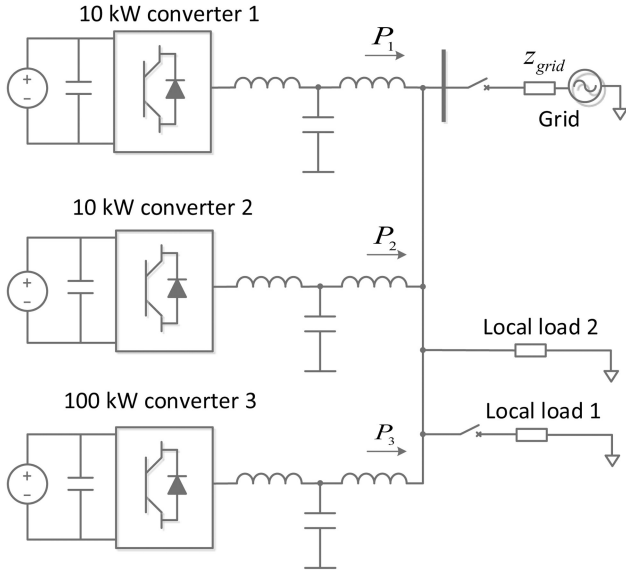 10 kW converter 1
P1
zgrid
Grid
10 kW converter 2
P2
Local load 2
100 kW converter 3
Local load 1
P3